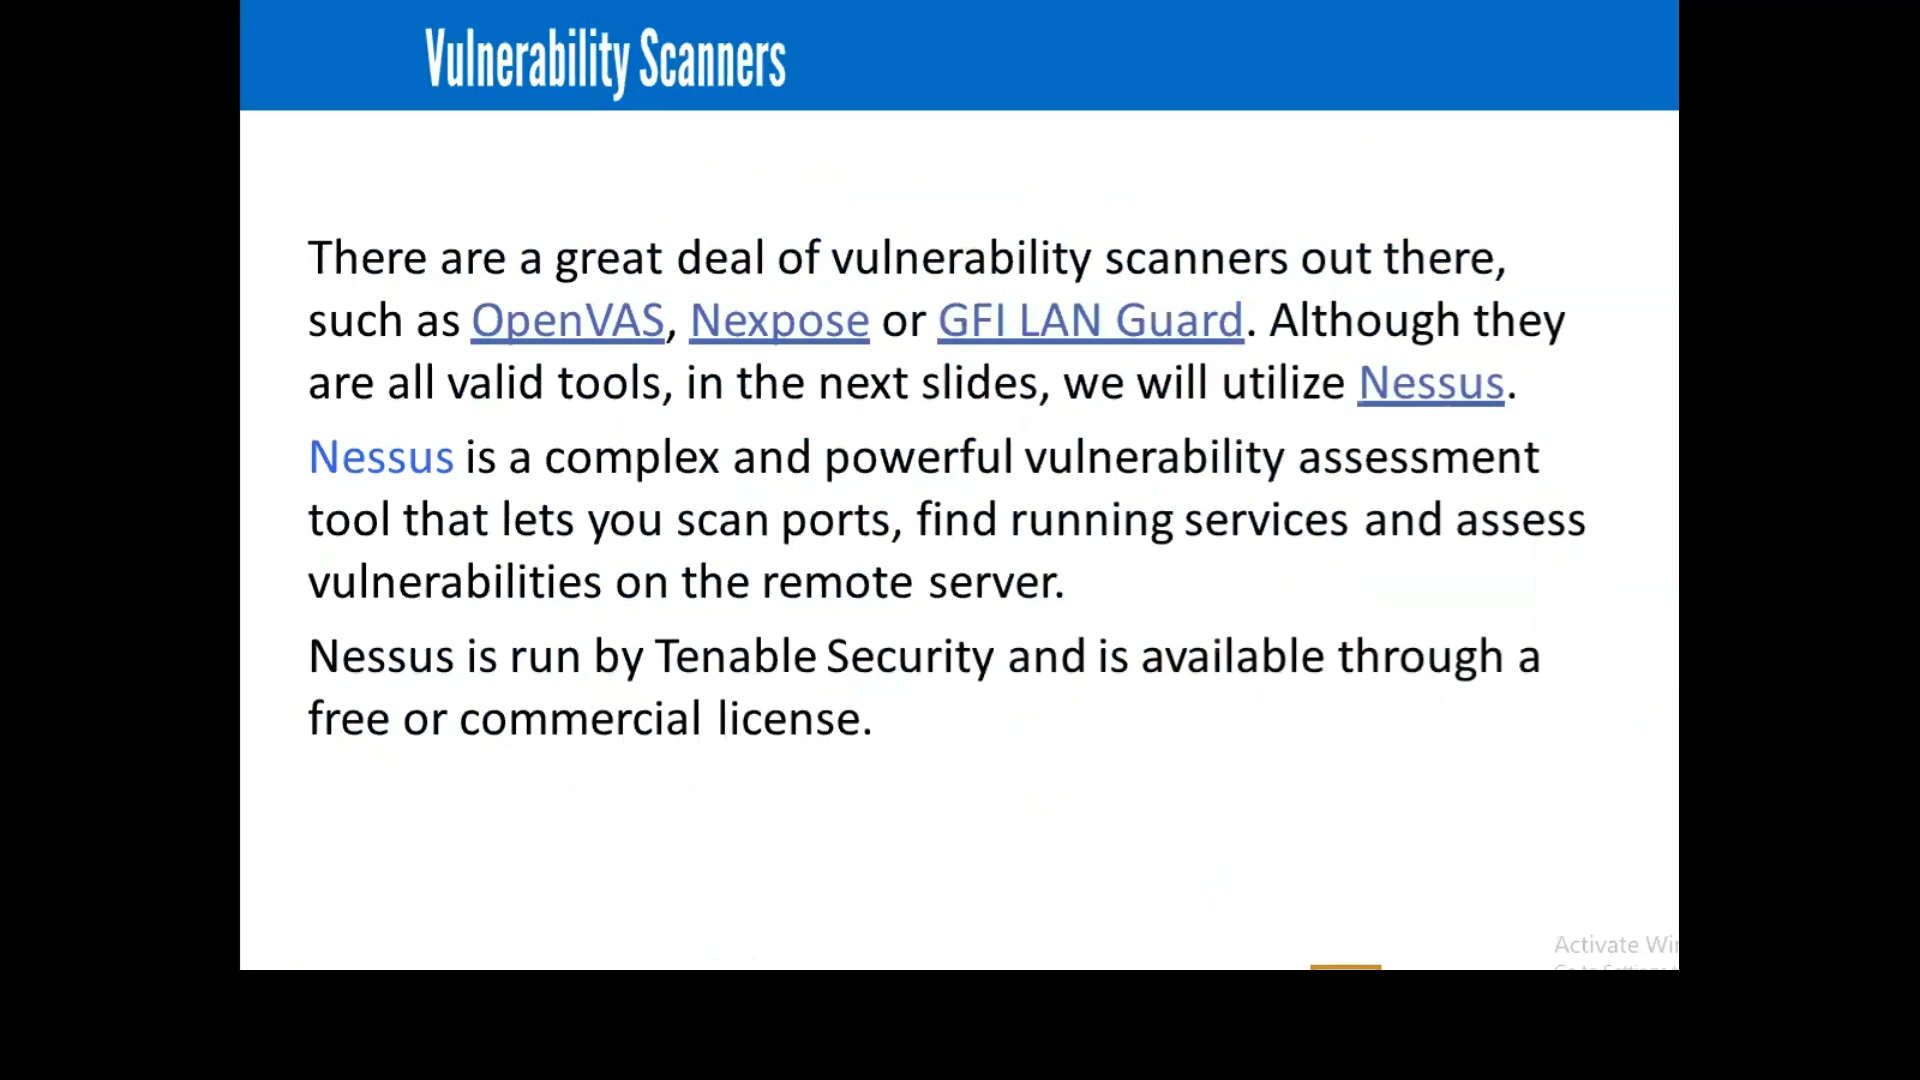 Vulnerability Scanners
There are a great deal of vulnerability scanners out there,
such as OpenVAS, Nexpose or GFI LAN Guard. Although they
are all valid tools, in the next slides, we will utilize Nessus.
Nessus is a complex and powerful vulnerability assessment
tool that lets you scan ports, find running services and assess
vulnerabilities on the remote server.
Nessus is run by Tenable Security and is available through a
free or commercial license.
Activate Wi